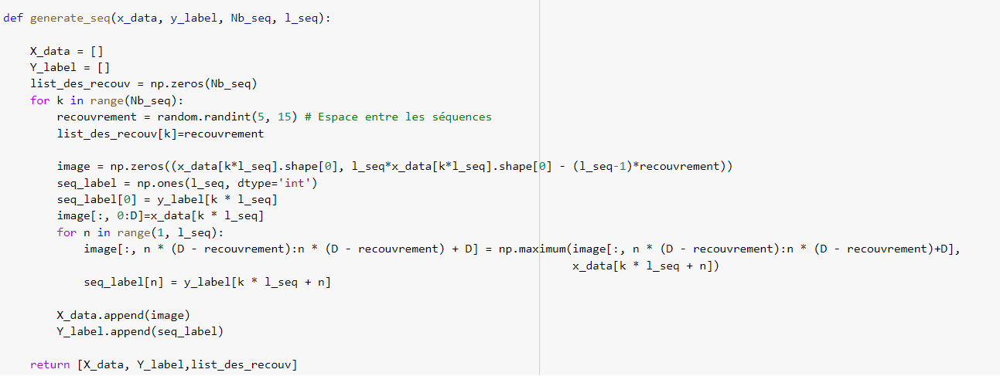 def generate_seq(x_data, y_label, Nb_seq, l_seq):
X_data = []
Y_label = []
list_des_recouv = np.zeros(Nb_seq)
for k in range(Nb_seq):
recouvrement = random.randint(5, 15) # Espace entre les séquences
list_des_recouv[k]=recouvrement
image = np.zeros((x_data[k*l_seq].shape[0], l_seq*x_data[k*l_seq].shape[0] - (l_seq-1)*recouvrement))
seq_label = np.ones(l_seq, dtype='int')
seq_label[0] = y_label[k * l_seq]
image[:, 0:D]=x_data[k * l_seq]
for n in range(1, l_seq):
image[:, n * (D - recouvrement):n * (D - recouvrement) + D] = np.maximum(image[:, n * (D - recouvrement):n * (D - recouvrement)+D],
x_data[k * l_seq + n])
seq_label[n] = y_label[k * l_seq + n]
X_data.append(image)
Y_label.append(seq_label)
return [X_data, Y_label,list_des_recouv]